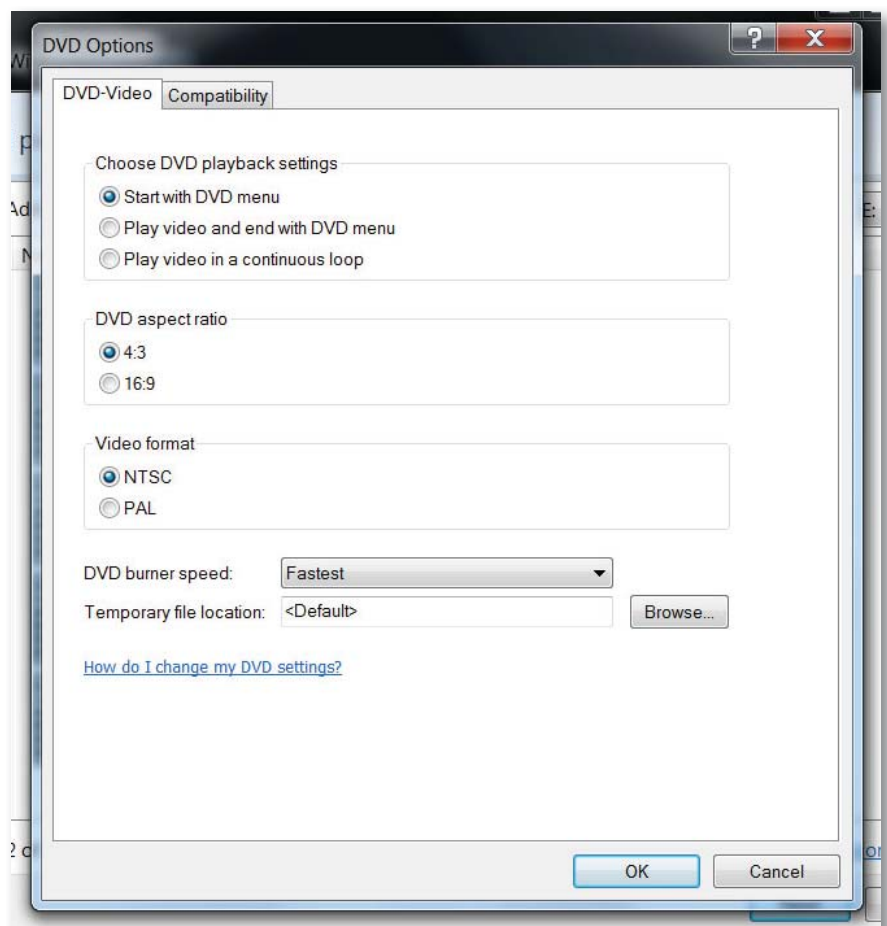 DVD Options
DVD-Video
Compatibility
Choose DVD playback settings
Start with DVD menu
Play video and end with DVD menu
Play video in a continuous loop
DVD aspect ratio
4:3
16:9
Video format
NTSC
PAL
DVD burner speed: Fastest
Temporary file location: <Default> Browse...
How do I change my DVD settings?
OK Cancel